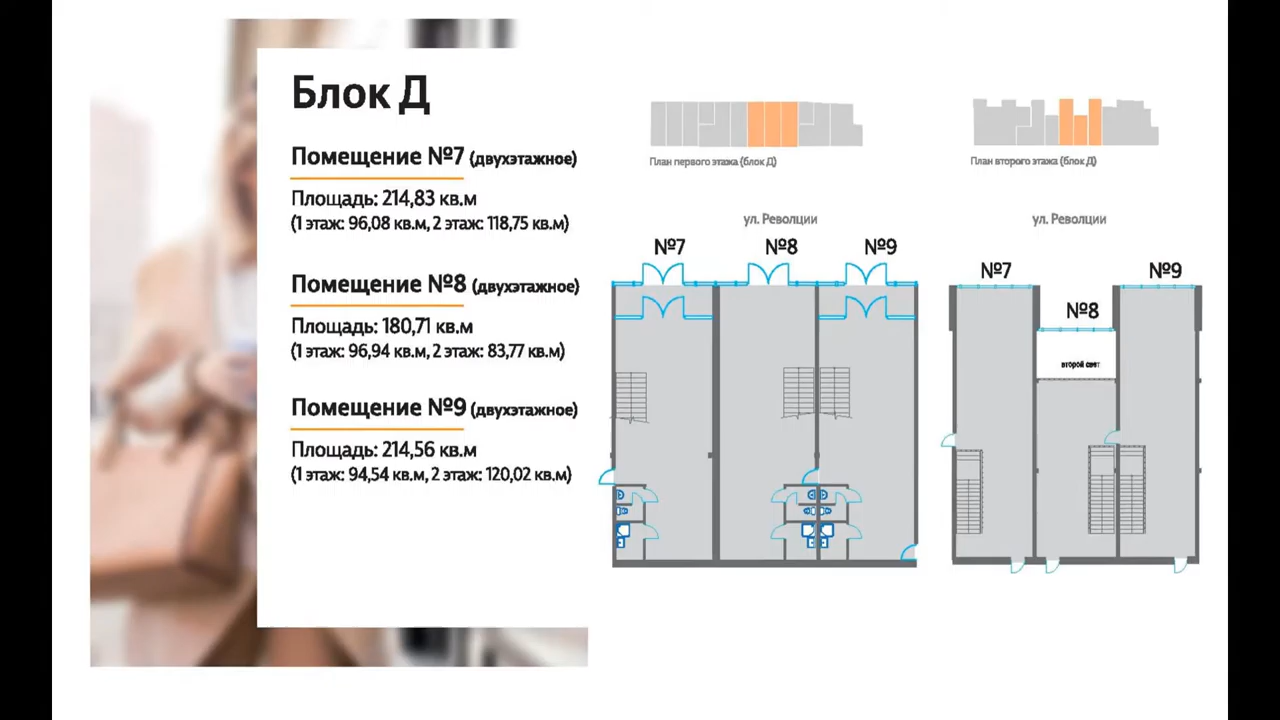 Блок Д
Помещение №7 (двухэтажное)
Площадь: 214,83 кв.м
(1 этаж: 96,08 кв.м, 2 этаж: 118,75 кв.м)
Помещение №8 (двухэтажное)
Площадь: 180,71 кв.м
(1 этаж: 96,94 кв.м, 2 этаж: 83,77 кв.м)
Помещение №9 (двухэтажное)
Площадь: 214,56 кв.м
(1 этаж: 94,54 кв.м, 2 этаж: 120,02 кв.м)
План первого этажа (блок Д)
ул. Револции
№7
№8
№9
План второго этажа (блок Д)
ул. Револции
№7
№9
№8
второй свет